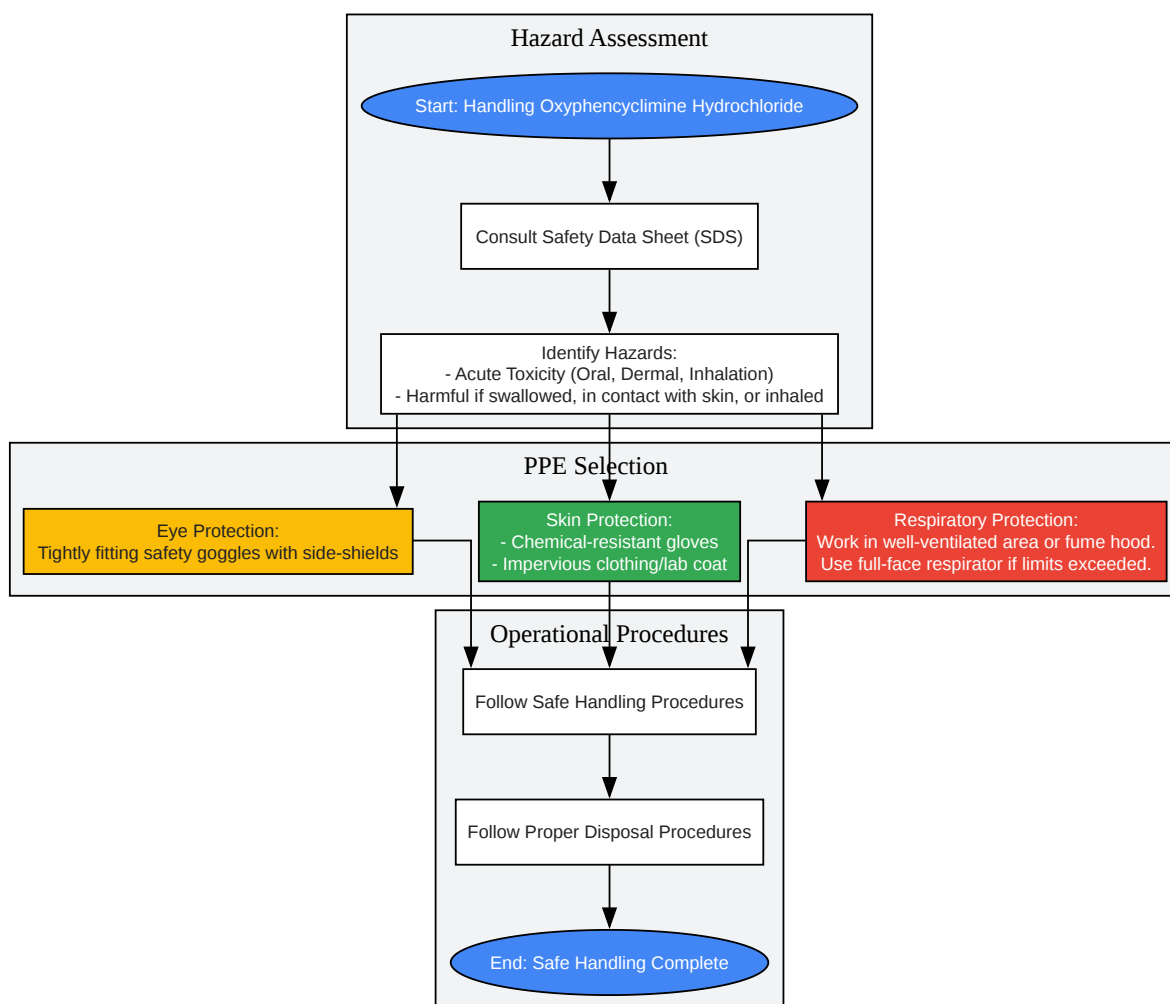 Hazard Assessment
Start: Handling Oxyphencyclimine Hydrochloride
Consult Safety Data Sheet (SDS)
Identify Hazards:
- Acute Toxicity (Oral, Dermal, Inhalation)
- Harmful if swallowed, in contact with skin, or inhaled
PPE Selection
Eye Protection:
Tightly fitting safety goggles with side-shields
Skin Protection:
- Chemical-resistant gloves
- Impervious clothing/lab coat
Respiratory Protection:
Work in well-ventilated area or fume hood.
Use full-face respirator if limits exceeded.
Operational Procedures
Follow Safe Handling Procedures
Follow Proper Disposal Procedures
End: Safe Handling Complete